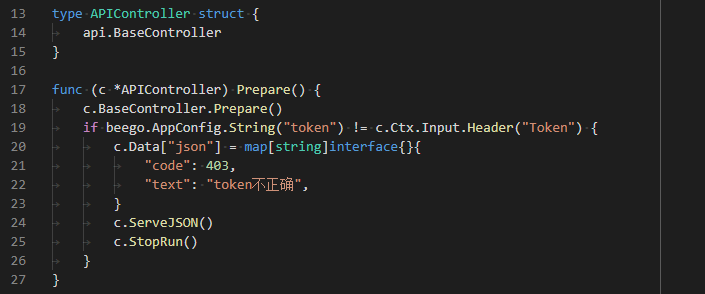 13 type APIController struct {
14 api.BaseController
15 }
16
17 func (c *APIController) Prepare() {
18 c.BaseController.Prepare()
19 if beego.AppConfig.String("token") != c.Ctx.Input.Header("Token") {
20 c.Data["json"] = map[string]interface{}{
21 "code": 403,
22 "text": "token不正确",
23 }
24 c.ServeJSON()
25 c.StopRun()
26 }
27 }